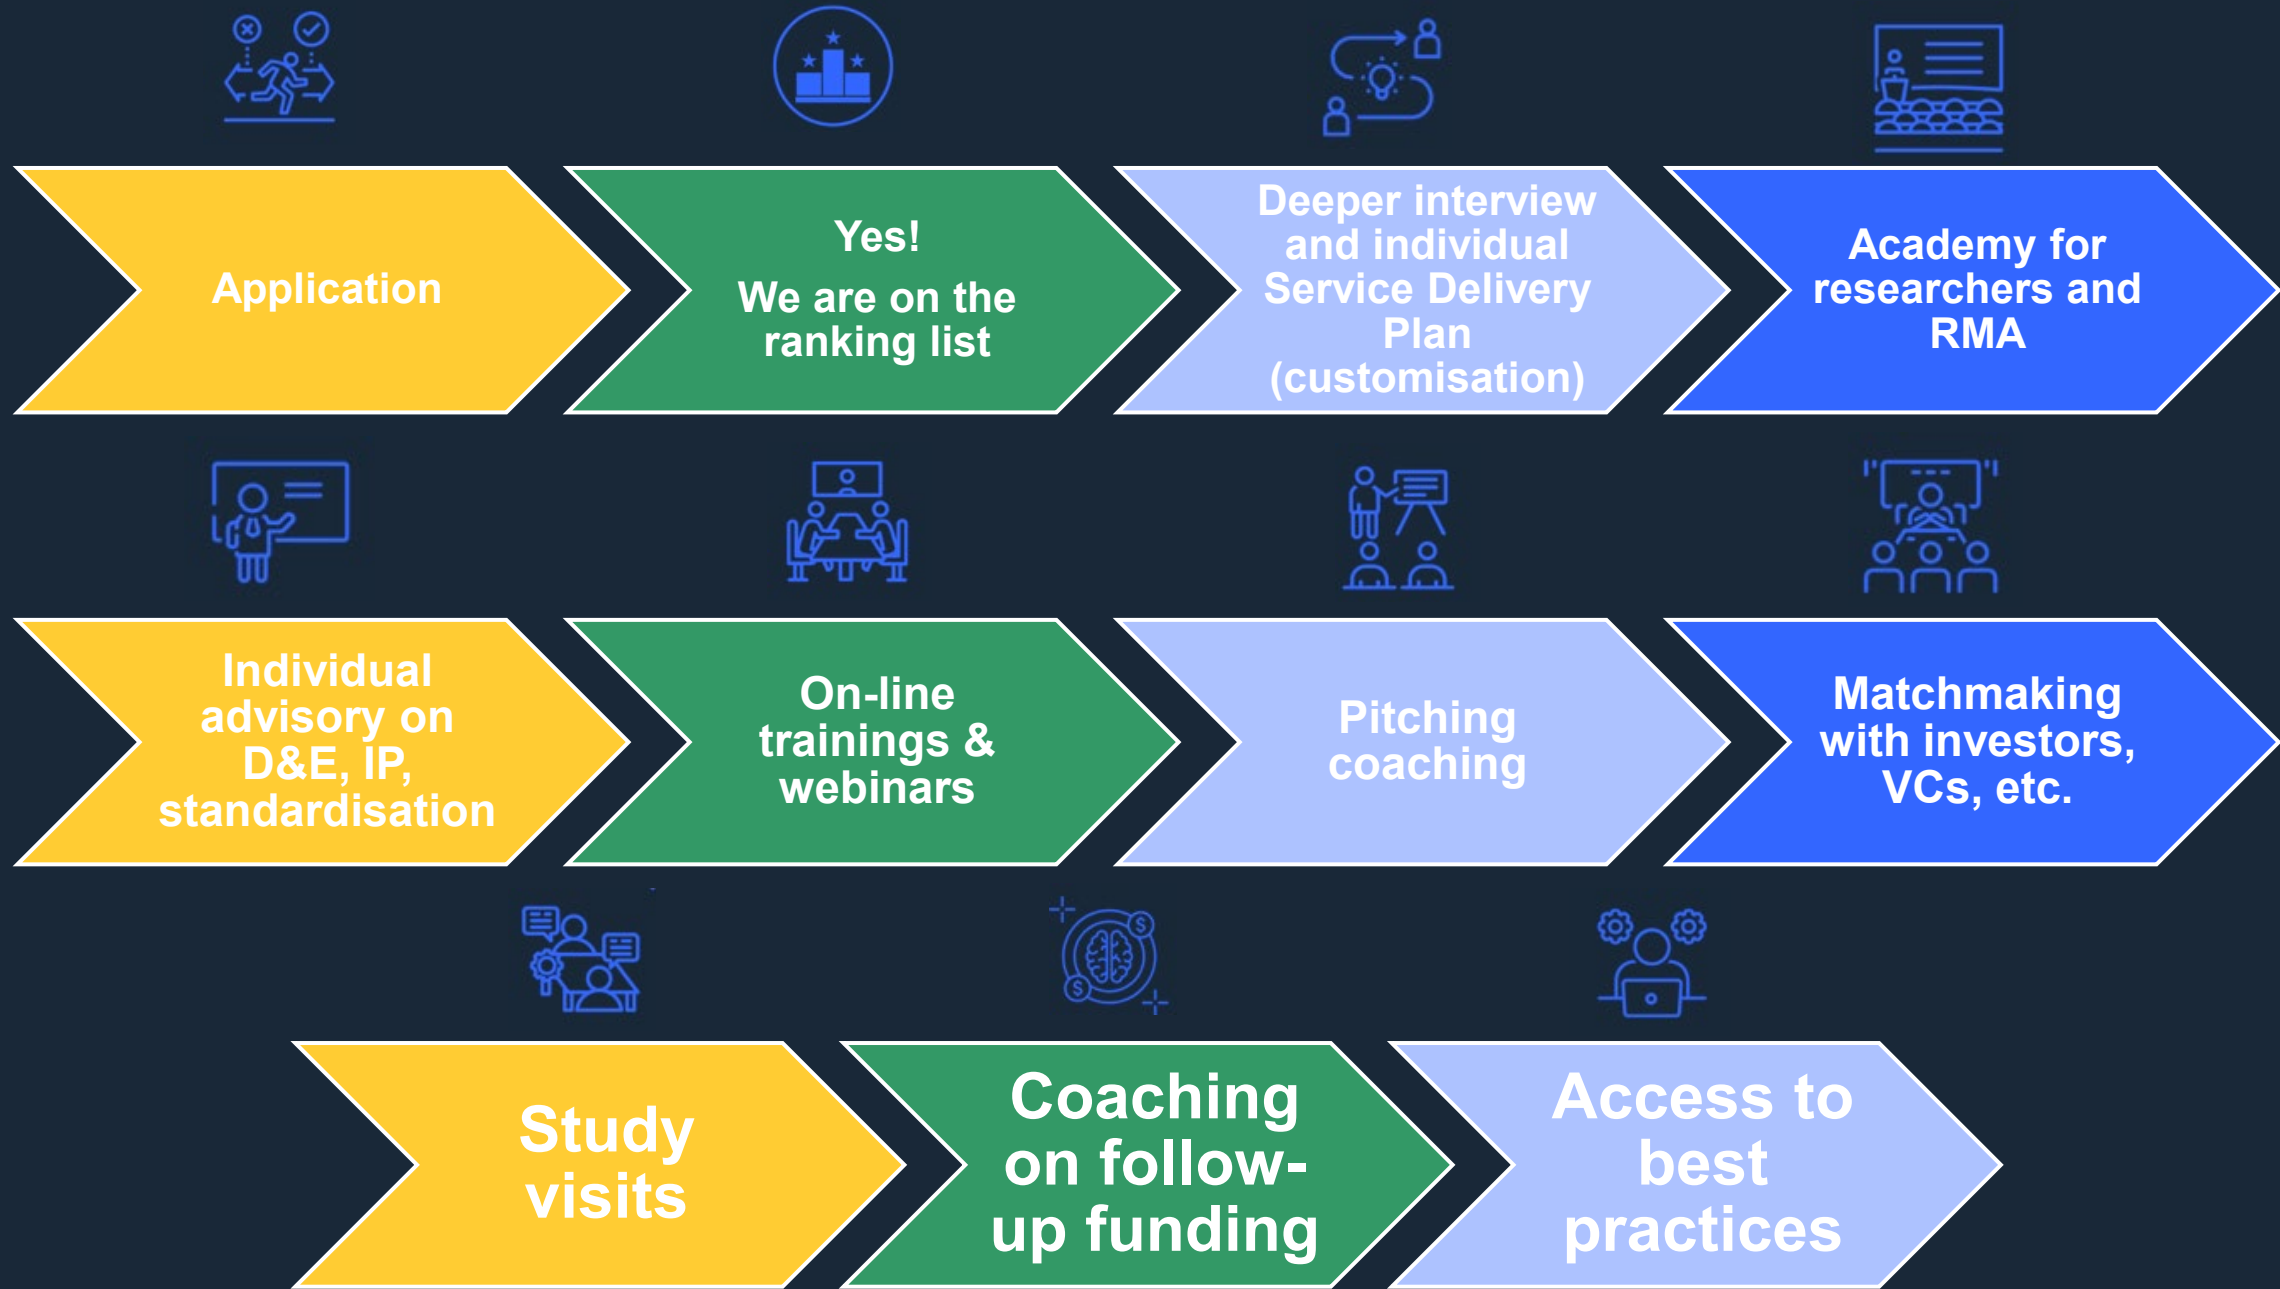 Application
Yes!
We are on the
ranking list
Deeper interview
and individual
Service Delivery
Plan
(customisation)
Academy for
researchers and
RMA
Individual
advisory on
D&E, IP,
standardisation
On-line
trainings &
webinars
Pitching
coaching
Matchmaking
with investors,
VCs, etc.
Study
visits
Coaching
on follow-
up funding
Access to
best
practices